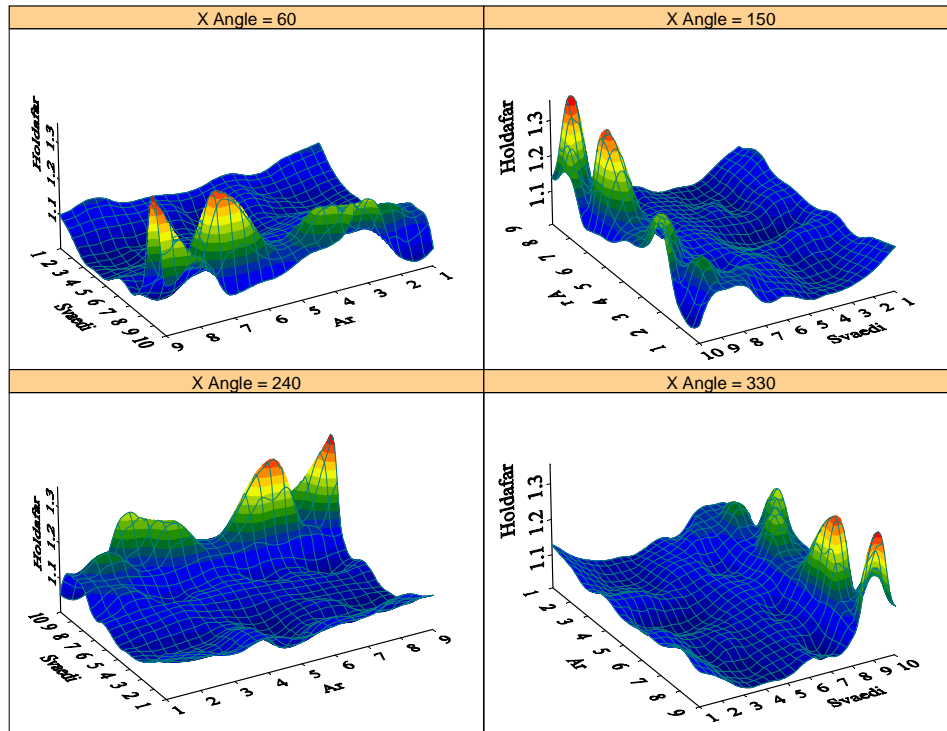 X Angle = 60
Holdafar
1.3
1.2
1.1
1 2 3 4 5 6 7 8 9 10
Svaedi
9 8 7 6 5 4 3 2 1
Ar
X Angle = 150
Holdafar
1.3
1.2
1.1
9 8 7 6 5 4 3 2 1
Ar
10 9 8 7 6 5 4 3 2 1
Svaedi
X Angle = 240
Holdafar
1.3
1.2
1.1
10 9 8 7 6 5 4 3 2 1
Svaedi
1 2 3 4 5 6 7 8 9
Ar
X Angle = 330
Holdafar
1.3
1.2
1.1
1 2 3 4 5 6 7 8 9
Ar
1 2 3 4 5 6 7 8 9 10
Svaedi